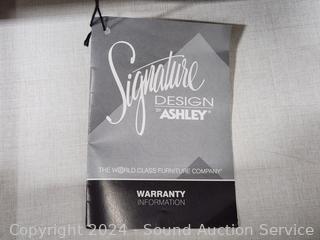 Signature
DESIGN
BY ASHLEY®
THE WORLD CLASS FURNITURE COMPANY®
WARRANTY
INFORMATION
Copyright © 2024 - Sound Auction Service